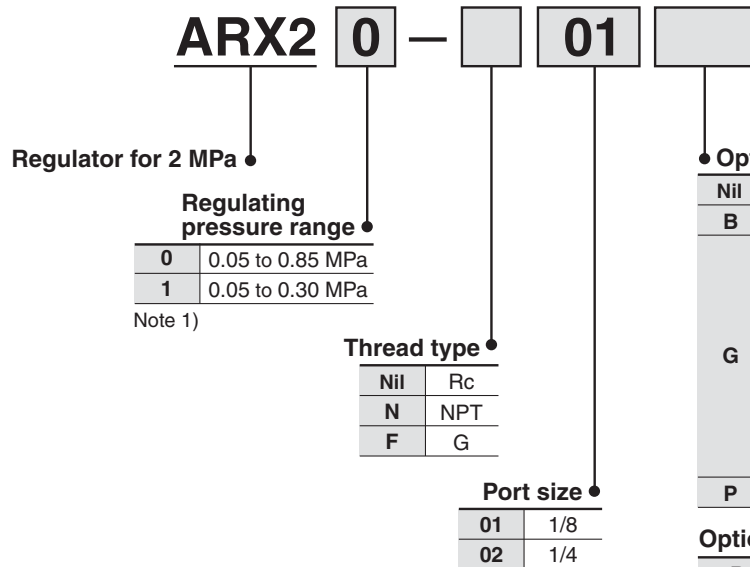 ARX2 0 — 01
Regulator for 2 MPa
Regulating
pressure range
0 0.05 to 0.85 MPa
1 0.05 to 0.30 MPa
Note 1)
Thread type
Nil Rc
N NPT
F G
Port size
01 1/8
02 1/4
Nil
B
G
P